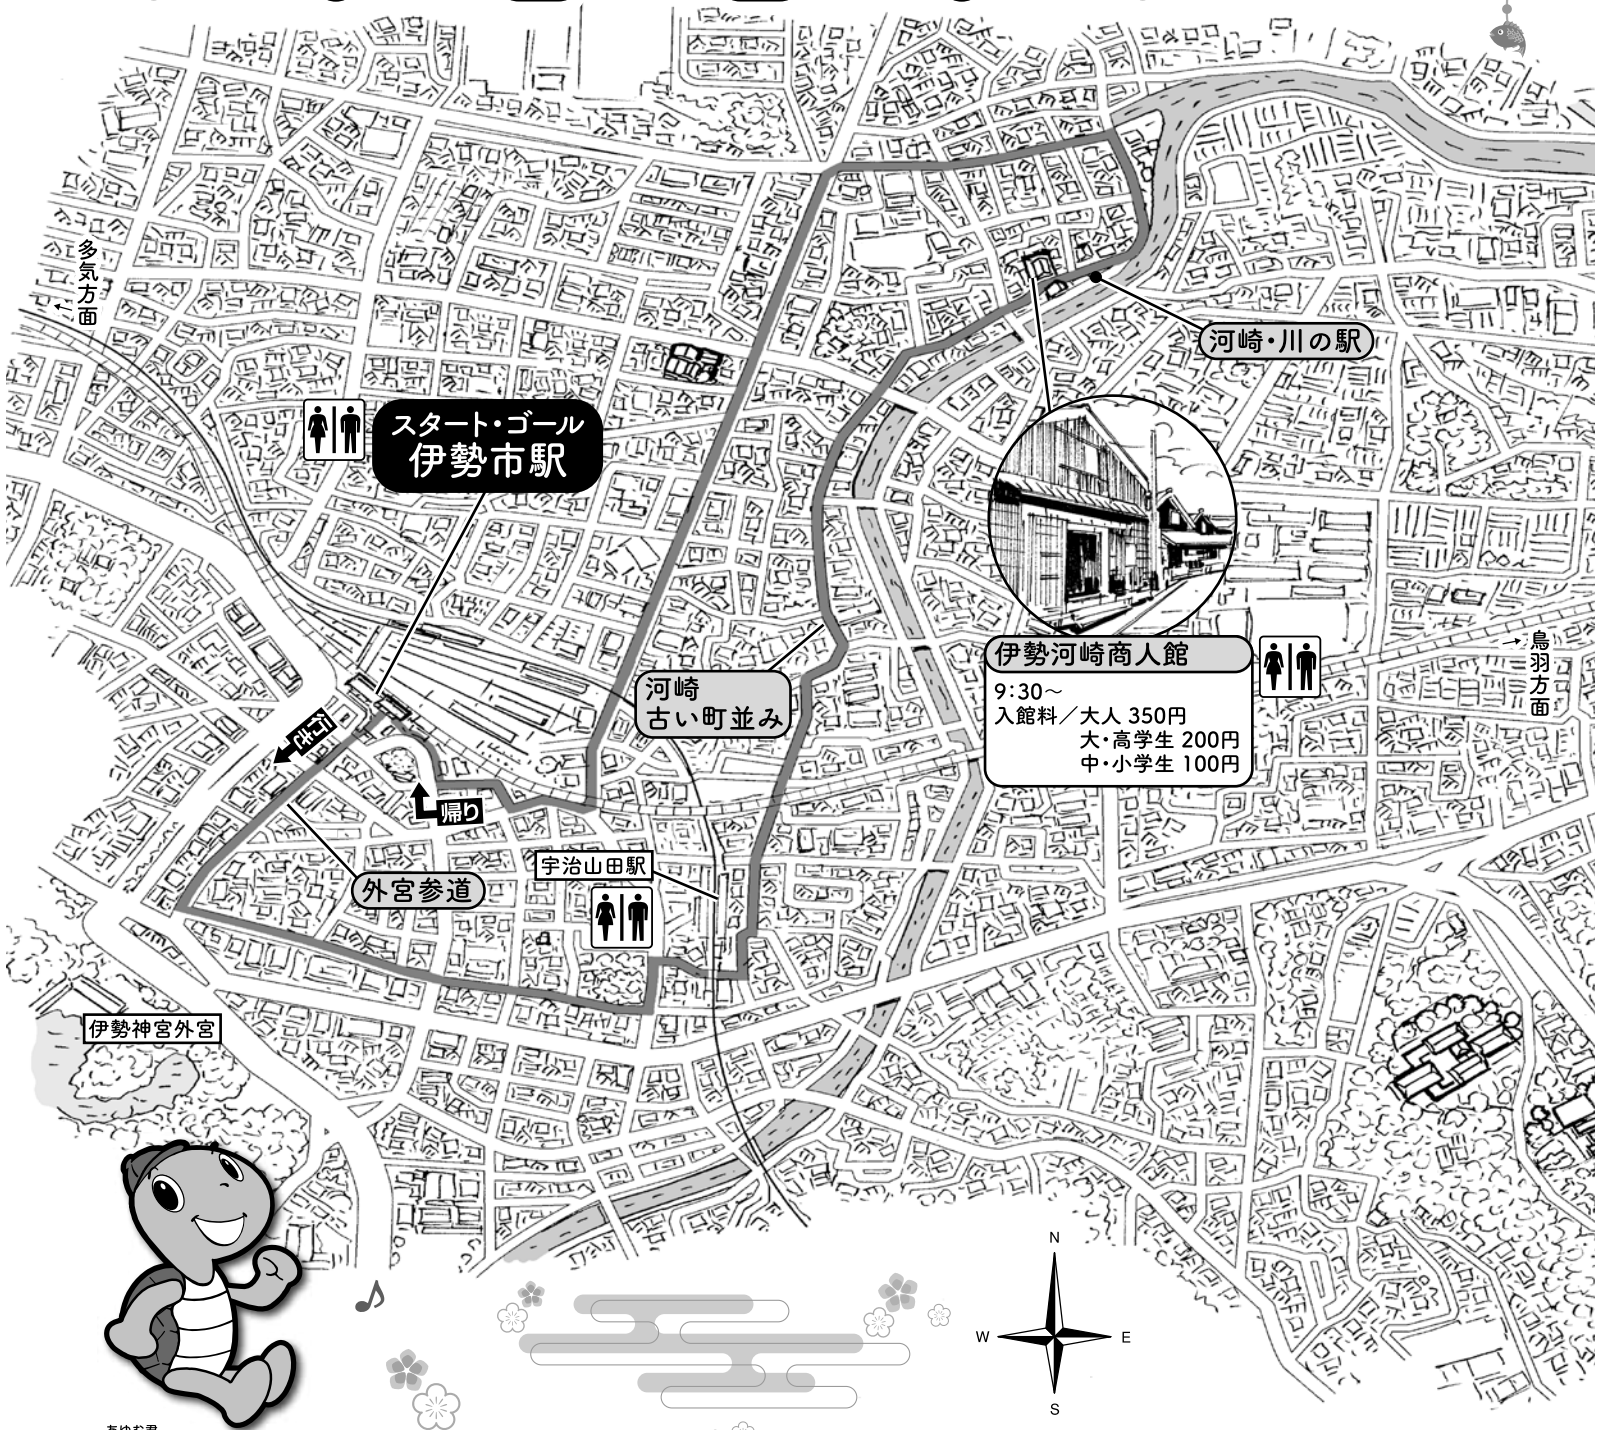 多気方面
←
スタート・ゴール
伊勢市駅
河崎・川の駅
伊勢河崎商人館
9:30〜
入館料／大人 350円
大・高学生 200円
中・小学生 100円
→
鳥羽方面
河崎
古い町並み
行き
帰り
外宮参道
宇治山田駅
伊勢神宮外宮
N
W
E
S
あゆむ君